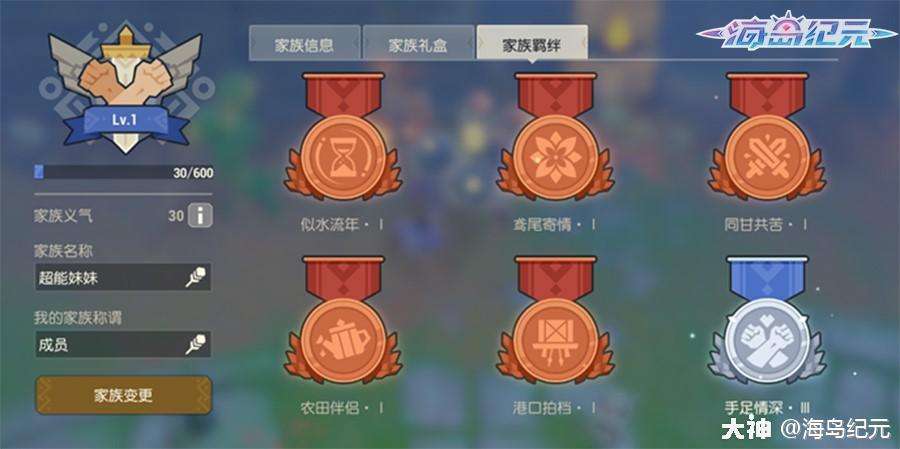 家族信息
家族礼盒
家族羁绊
海岛纪元
Lv.1
30/600
家族义气
30
i
家族名称
超能妹妹
我的家族称谓
成员
家族变更
似水流年·Ⅰ
鸢尾寄情·Ⅰ
同甘共苦·Ⅰ
农田伴侣·Ⅰ
港口拍档·Ⅰ
手足情深·Ⅲ
大神 @海岛纪元